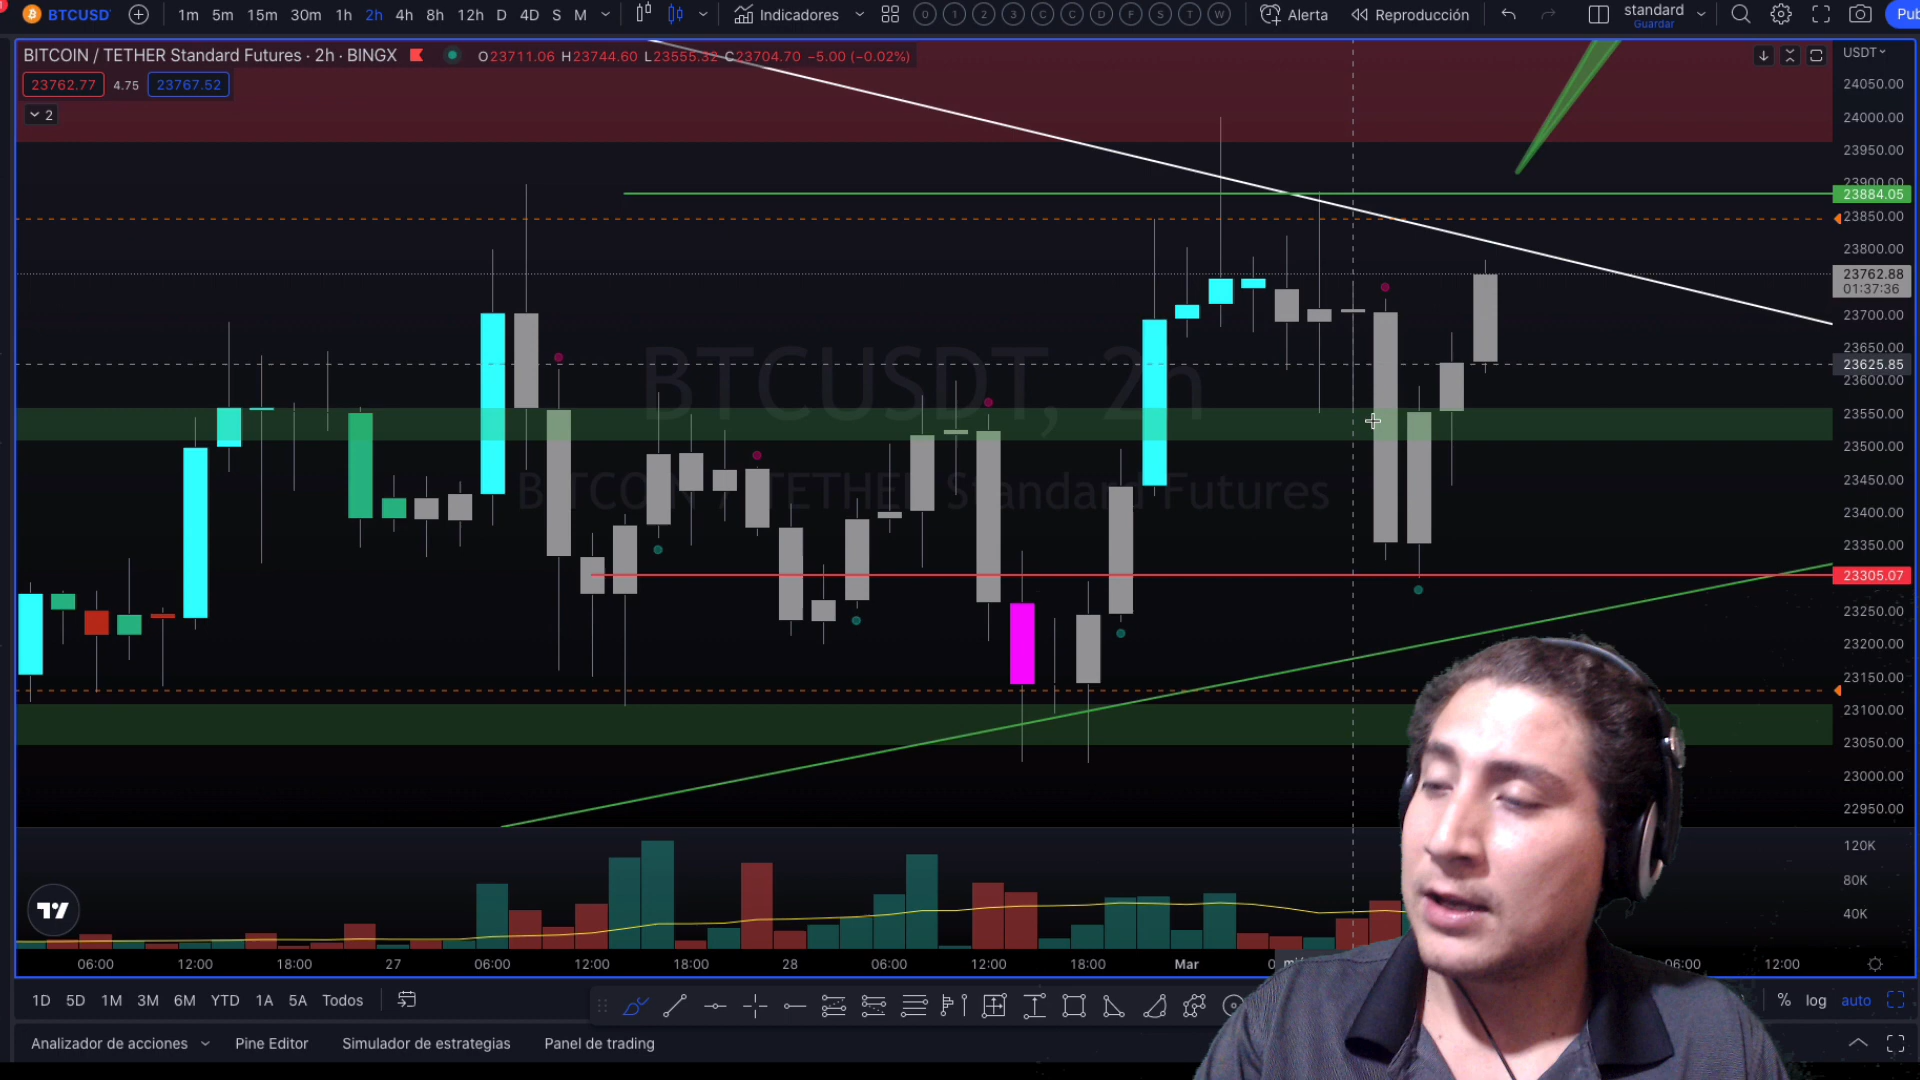 BTCUSD 1m 5m 15m 30m 1h 2h 4h 8h 12h D 4D S M Indicadores 0 1 2 3 C C D F S T W Alerta Reproducción standard Pub
Guardar
BITCOIN / TETHER Standard Futures · 2h · BINGX O23711.06 H23744.60 L23555.32 C23704.70 −5.00 (−0.02%) USDT
23762.77 4.75 23767.52
2
24050.00
24000.00
23950.00
23900.00
23884.05
23850.00
23800.00
23762.88
01:37:36
23700.00
23650.00
23625.85
23600.00
23550.00
23500.00
23450.00
23400.00
23350.00
23305.07
23250.00
23200.00
23150.00
23100.00
23050.00
23000.00
22950.00
BTCUSDT, 2h
BITCOIN / TETHER Standard Futures
120K
80K
40K
06:00 12:00 18:00 27 06:00 12:00 18:00 28 06:00 12:00 18:00 Mar 06:00 12:00
1D 5D 1M 3M 6M YTD 1A 5A Todos % log auto
Analizador de acciones Pine Editor Simulador de estrategias Panel de trading